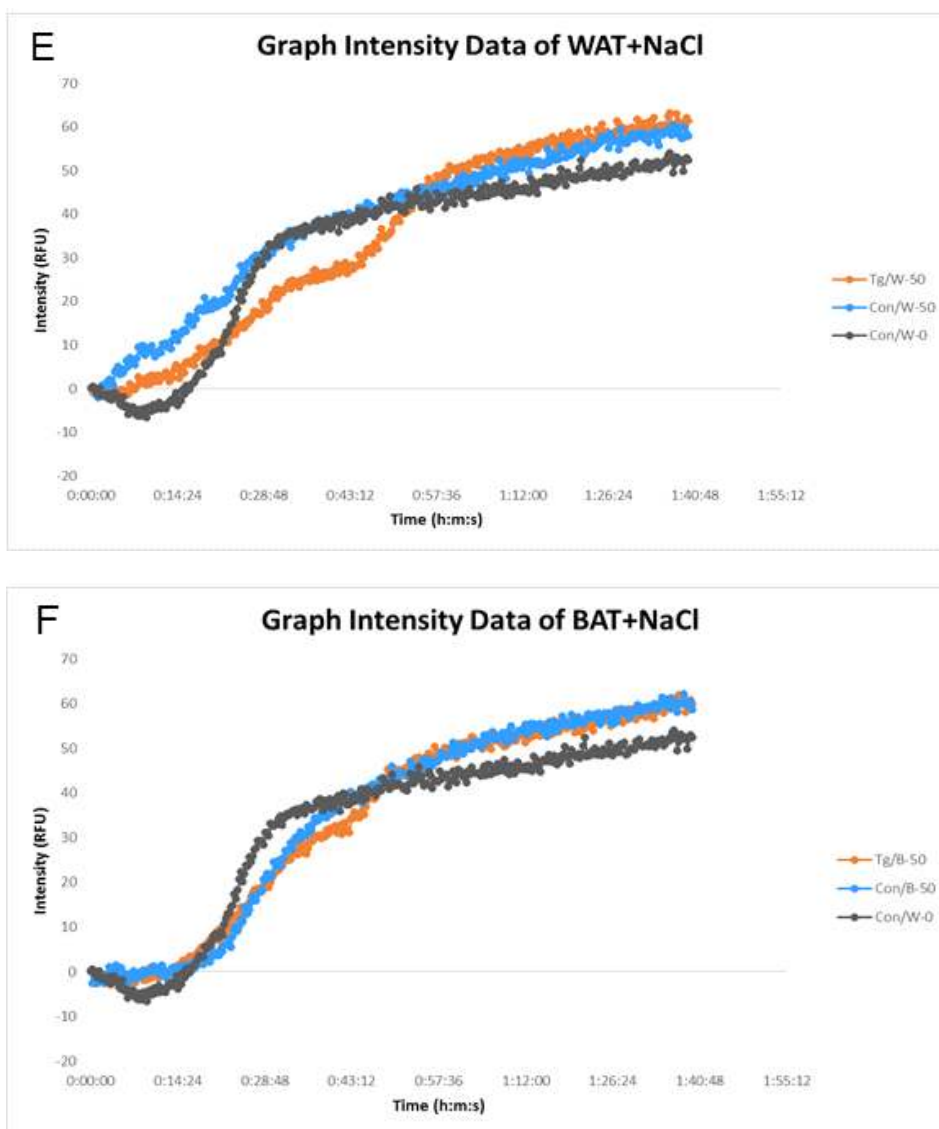 E
Graph Intensity Data of WAT+NaCl
70
60
50
40
30
20
10
0
-10
-20
Intensity (RFU)
0:00:00 0:14:24 0:28:48 0:43:12 0:57:36 1:12:00 1:26:24 1:40:48 1:55:12
Time (h:m:s)
Tg/W-50
Con/W-50
Con/W-0
F
Graph Intensity Data of BAT+NaCl
70
60
50
40
30
20
10
0
-10
-20
Intensity (RFU)
0:00:00 0:14:24 0:28:48 0:43:12 0:57:36 1:12:00 1:26:24 1:40:48 1:55:12
Time (h:m:s)
Tg/B-50
Con/B-50
Con/W-0